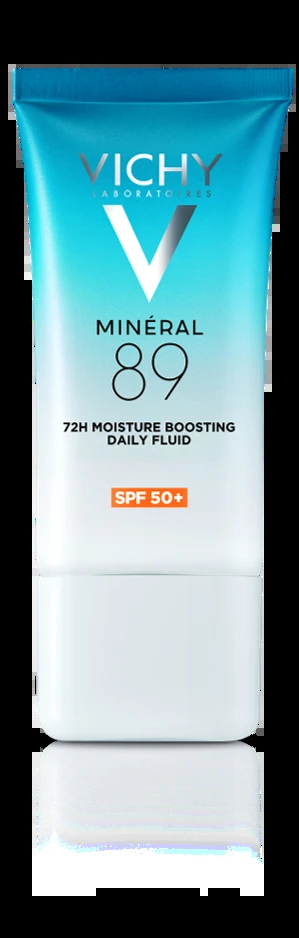 VICHY
LABORATOIRES
V
MINÉRAL
89
72H MOISTURE BOOSTING
DAILY FLUID
SPF 50+